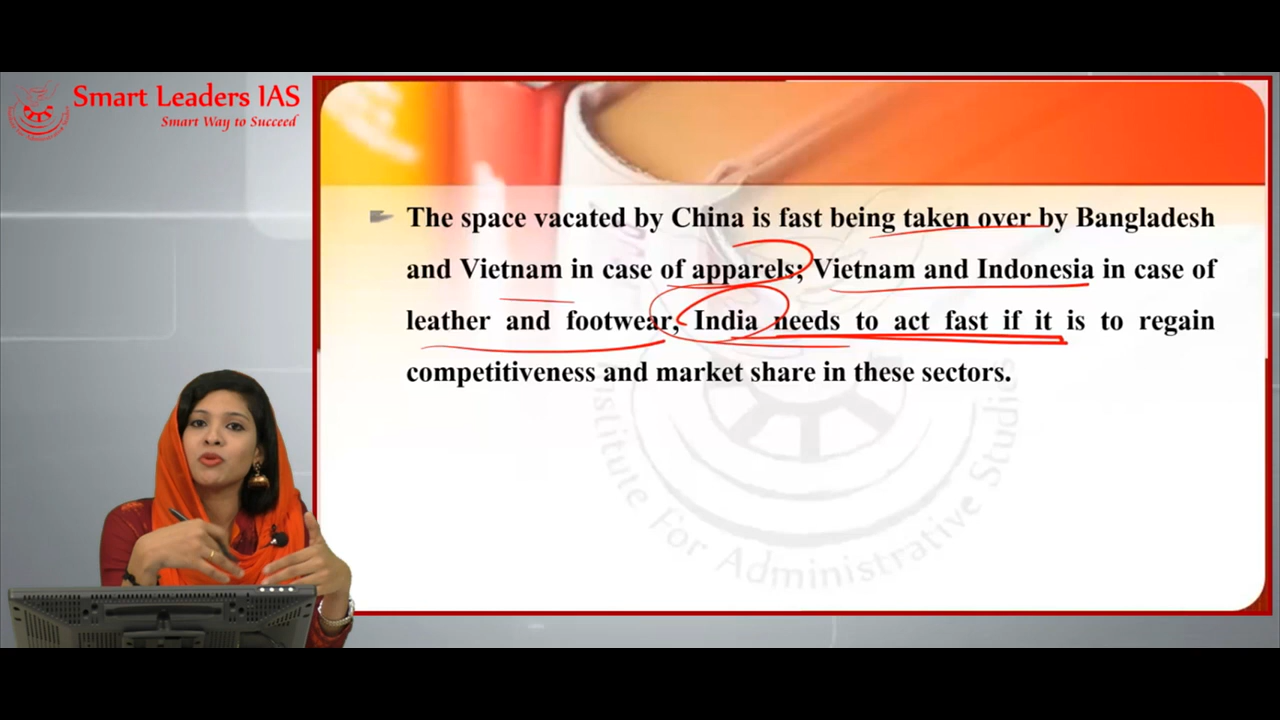 Smart Leaders IAS
Smart Way to Succeed
The space vacated by China is fast being taken over by Bangladesh
and Vietnam in case of apparels; Vietnam and Indonesia in case of
leather and footwear, India needs to act fast if it is to regain
competitiveness and market share in these sectors.
Institute For Administrative Studies